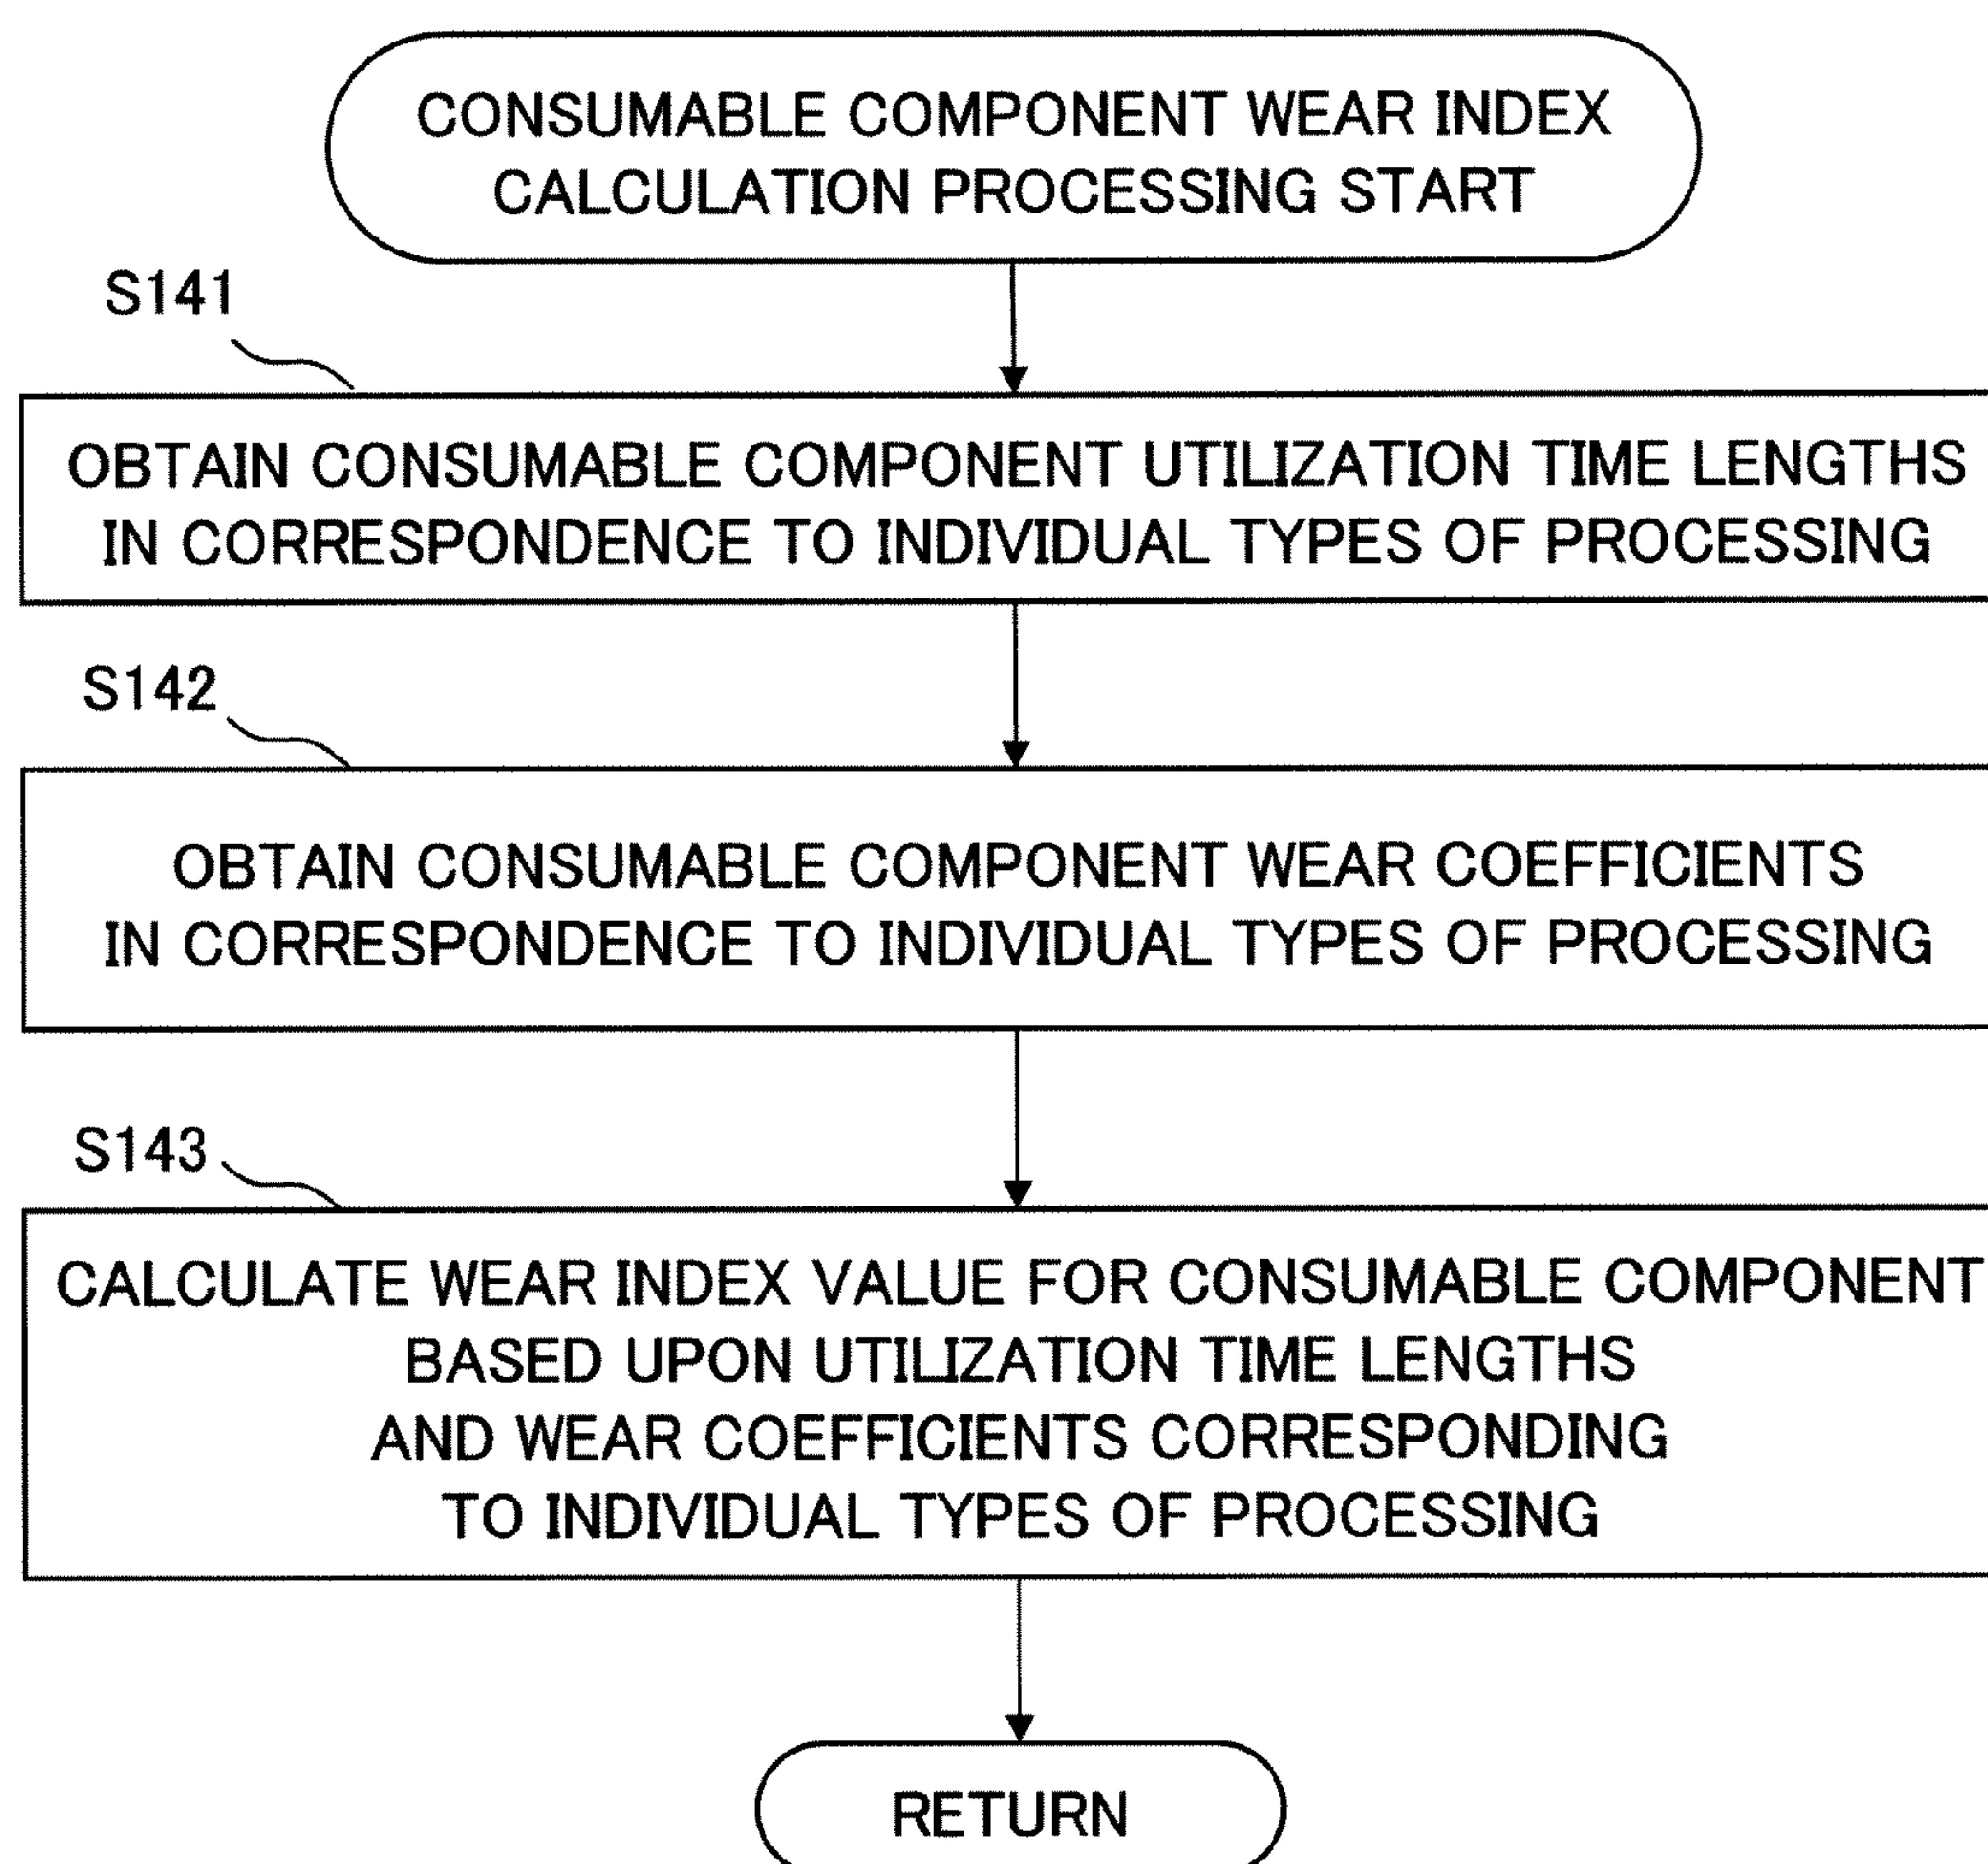 CONSUMABLE COMPONENT WEAR INDEX
CALCULATION PROCESSING START
S141
OBTAIN CONSUMABLE COMPONENT UTILIZATION TIME LENGTHS
IN CORRESPONDENCE TO INDIVIDUAL TYPES OF PROCESSING
S142
OBTAIN CONSUMABLE COMPONENT WEAR COEFFICIENTS
IN CORRESPONDENCE TO INDIVIDUAL TYPES OF PROCESSING
S143
CALCULATE WEAR INDEX VALUE FOR CONSUMABLE COMPONENT
BASED UPON UTILIZATION TIME LENGTHS
AND WEAR COEFFICIENTS CORRESPONDING
TO INDIVIDUAL TYPES OF PROCESSING
RETURN